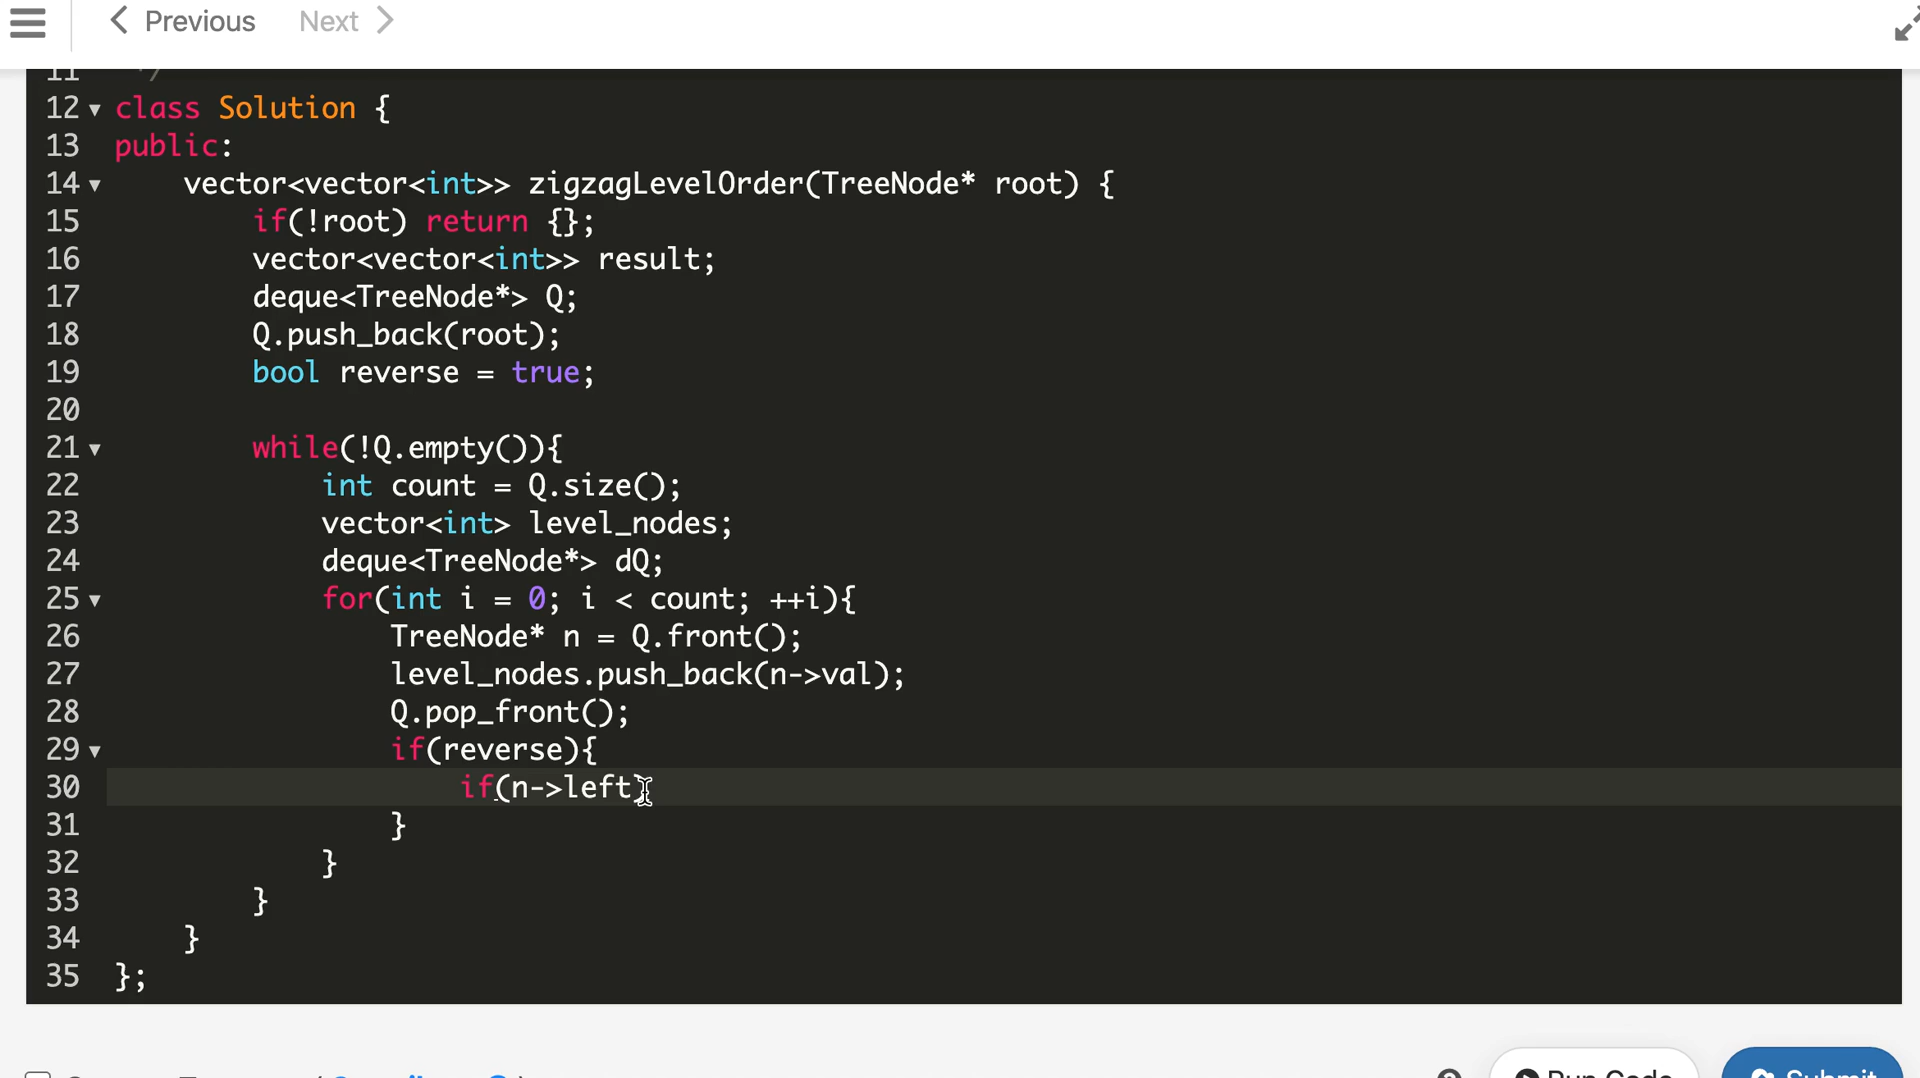 Previous Next
11 */
12 class Solution {
13 public:
14 vector<vector<int>> zigzagLevelOrder(TreeNode* root) {
15 if(!root) return {};
16 vector<vector<int>> result;
17 deque<TreeNode*> Q;
18 Q.push_back(root);
19 bool reverse = true;
20
21 while(!Q.empty()){
22 int count = Q.size();
23 vector<int> level_nodes;
24 deque<TreeNode*> dQ;
25 for(int i = 0; i < count; ++i){
26 TreeNode* n = Q.front();
27 level_nodes.push_back(n->val);
28 Q.pop_front();
29 if(reverse){
30 if(n->left)
31 }
32 }
33 }
34 }
35 };
Run Code Submit